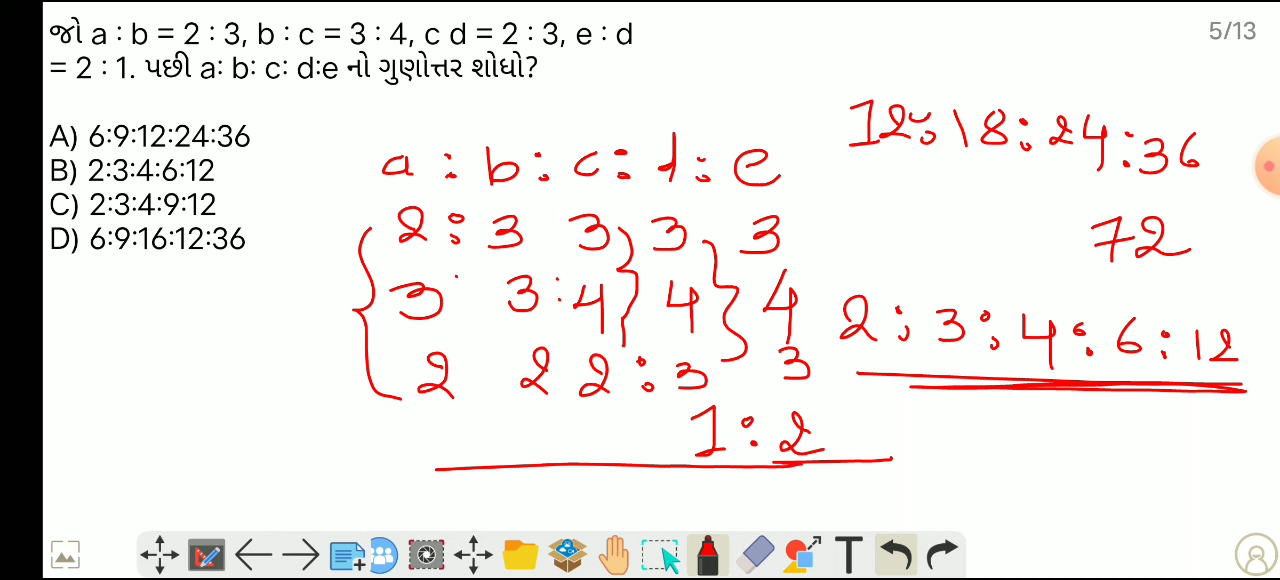 જો a : b = 2 : 3, b : c = 3 : 4, c d = 2 : 3, e : d
= 2 : 1. પછી a: b: c: d:e નો ગુણોત્તર શોધો?
5/13
A) 6:9:12:24:36
B) 2:3:4:6:12
C) 2:3:4:9:12
D) 6:9:16:12:36
a : b : c : d : e
2 : 3 3 3 3
3 3 : 4 4 4
2 2 2 : 3 3
1 : 2
12 : 18 : 24 : 36
72
2 : 3 : 4 : 6 : 12
T